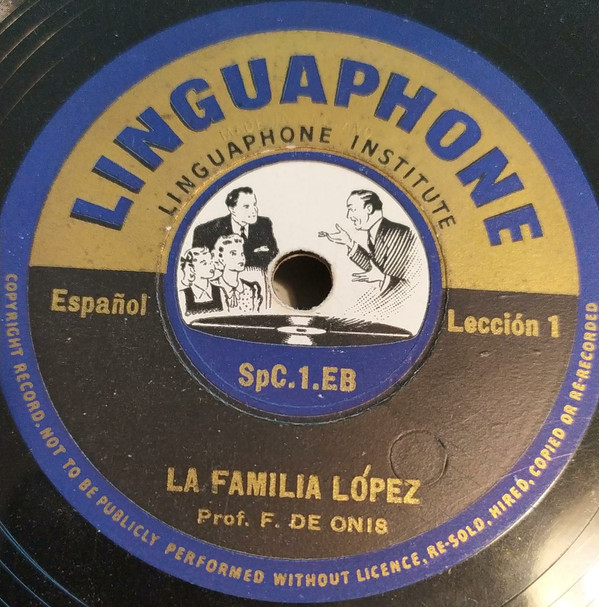 LINGUAPHONE
LINGUAPHONE INSTITUTE
Español
Lección 1
SpC.1.EB
LA FAMILIA LÓPEZ
Prof. F. DE ONIS
COPYRIGHT RECORD. NOT TO BE PUBLICLY PERFORMED WITHOUT LICENCE, RE-SOLD, HIRED, COPIED OR RE-RECORDED